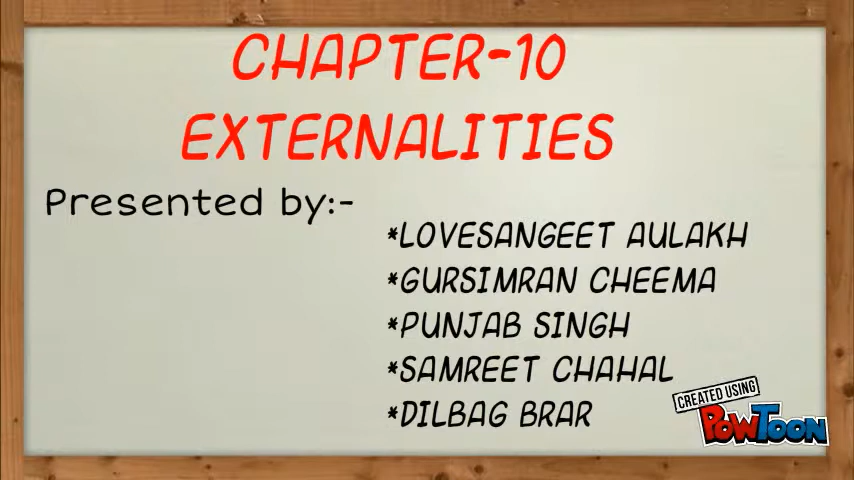 CHAPTER-10
EXTERNALITIES
Presented by:-
*LOVESANGEET AULAKH
*GURSIMRAN CHEEMA
*PUNJAB SINGH
*SAMREET CHAHAL
*DILBAG BRAR
CREATED USING
POWTOON